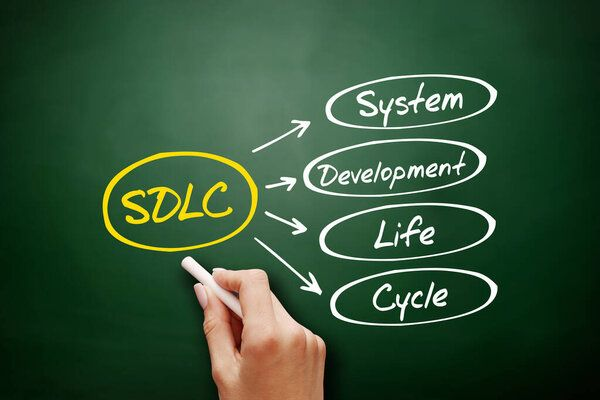 SDLC
System
Development
Life
Cycle